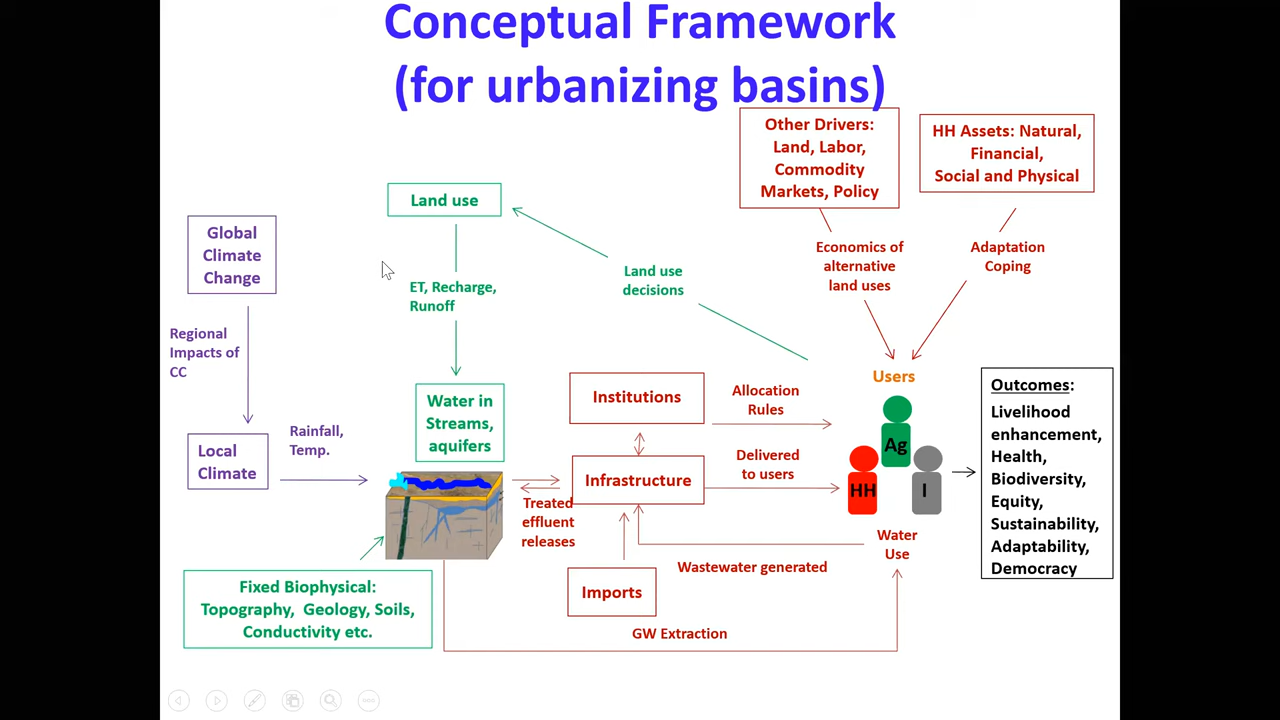 Conceptual Framework
(for urbanizing basins)
Other Drivers:
Land, Labor,
Commodity
Markets, Policy
HH Assets: Natural,
Financial,
Social and Physical
Land use
Global
Climate
Change
Economics of
alternative
land uses
Adaptation
Coping
Land use
decisions
ET, Recharge,
Runoff
Regional
Impacts of
CC
Users
Institutions
Allocation
Rules
Water in
Streams,
aquifers
Outcomes:
Livelihood
enhancement,
Health,
Biodiversity,
Equity,
Sustainability,
Adaptability,
Democracy
Rainfall,
Temp.
Local
Climate
Infrastructure
Delivered
to users
Ag
HH
I
Treated
effluent
releases
Water
Use
Wastewater generated
Fixed Biophysical:
Topography, Geology, Soils,
Conductivity etc.
Imports
GW Extraction